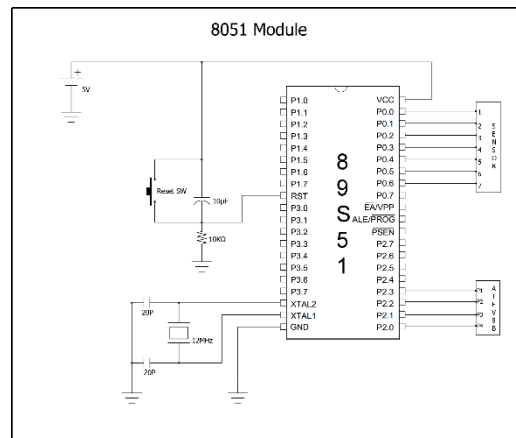 8051 Module
+
5V
Reset SW
10µF
10KΩ
20P
12MHz
20P
89S51
P1.0
P1.1
P1.2
P1.3
P1.4
P1.5
P1.6
P1.7
RST
P3.0
P3.1
P3.2
P3.3
P3.4
P3.5
P3.6
P3.7
XTAL2
XTAL1
GND
VCC
P0.0
P0.1
P0.2
P0.3
P0.4
P0.5
P0.6
P0.7
EA/VPP
ALE/PROG
PSEN
P2.7
P2.6
P2.5
P2.4
P2.3
P2.2
P2.1
P2.0
1
2
3
4
5
6
7
SENSOR